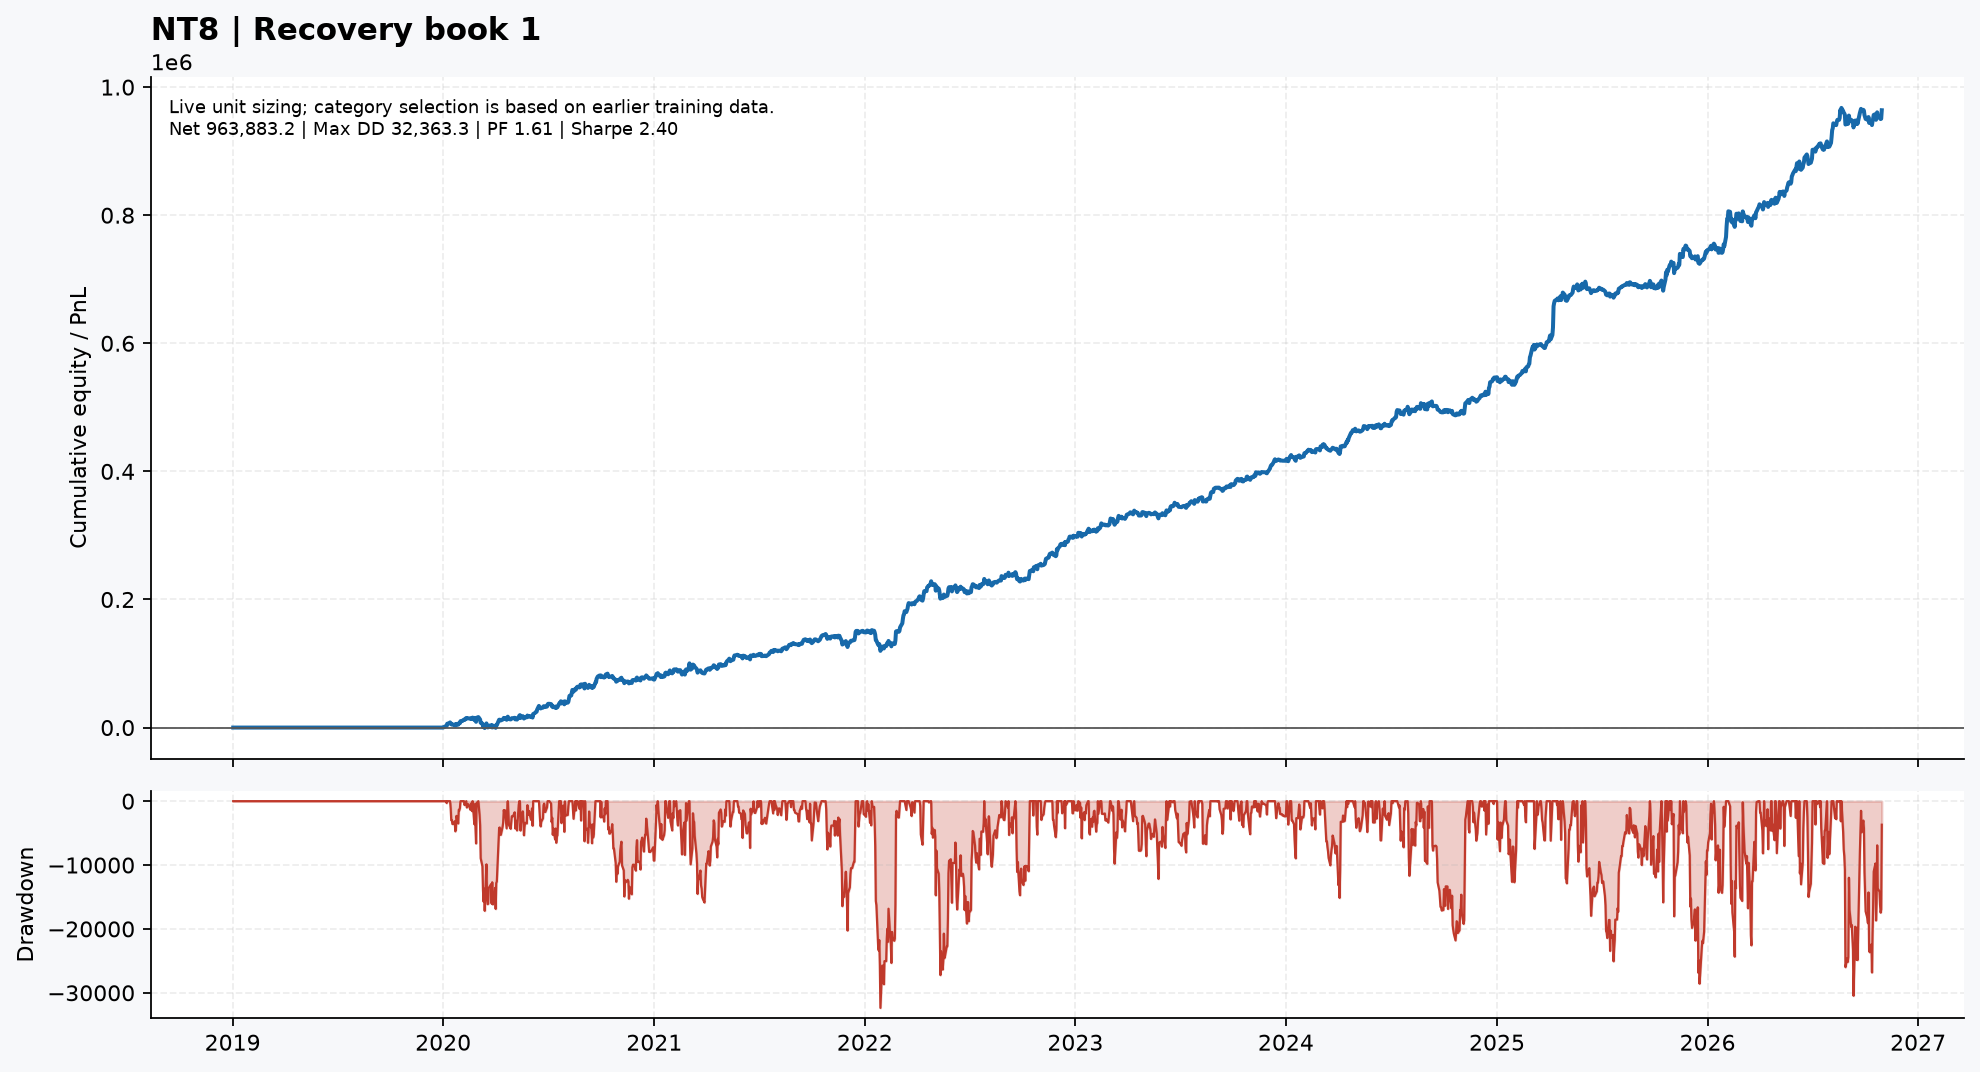 NT8 | Recovery book 1
1e6
1.0
Live unit sizing; category selection is based on earlier training data.
Net 963,883.2 | Max DD 32,363.3 | PF 1.61 | Sharpe 2.40
0.8
0.6
0.4
0.2
0.0
Cumulative equity / PnL
0
−10000
−20000
−30000
Drawdown
2019 2020 2021 2022 2023 2024 2025 2026 2027